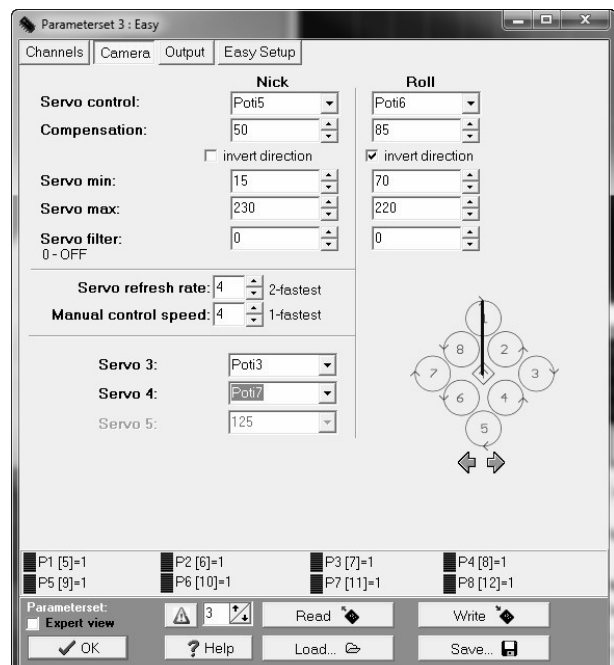 Parameterset 3 : Easy
X
Channels Camera Output Easy Setup
Nick Roll
Servo control: Poti5 Poti6
Compensation: 50 85
invert direction invert direction
Servo min: 15 70
Servo max: 230 220
Servo filter: 0 0
0 - OFF
Servo refresh rate: 4 2-fastest
Manual control speed: 4 1-fastest
Servo 3: Poti3
Servo 4: Poti7
Servo 5: 125
1
8 2
7 3
6 4
5
P1 [5]=1 P2 [6]=1 P3 [7]=1 P4 [8]=1
P5 [9]=1 P6 [10]=1 P7 [11]=1 P8 [12]=1
Parameterset:
Expert view 3 Read Write
OK ? Help Load... Save...